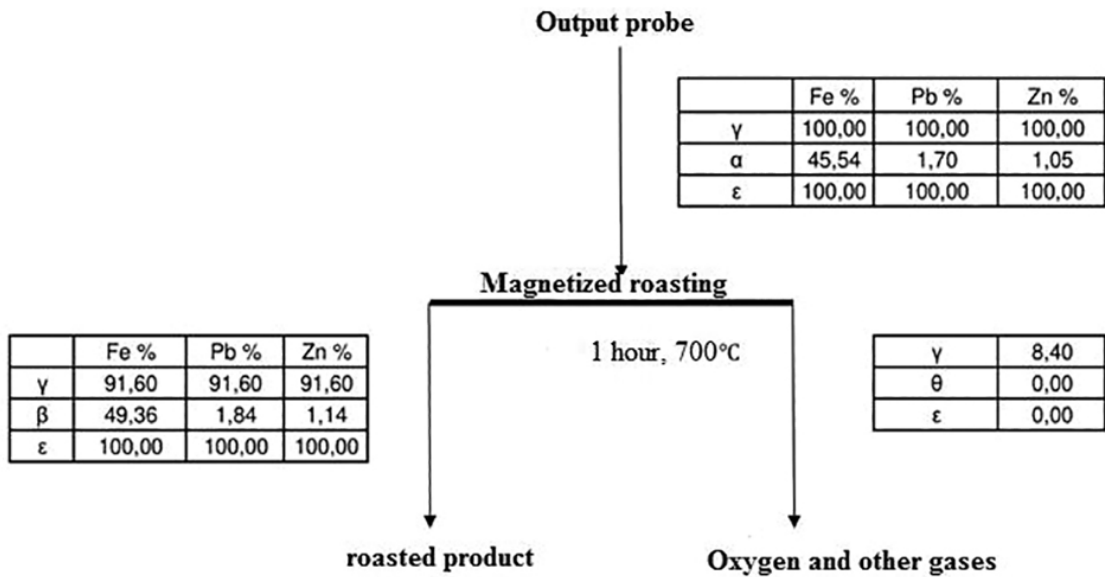 Output probe
Fe % Pb % Zn %
γ 100,00 100,00 100,00
α 45,54 1,70 1,05
ε 100,00 100,00 100,00
Magnetized roasting
1 hour, 700°C
Fe % Pb % Zn %
γ 91,60 91,60 91,60
β 49,36 1,84 1,14
ε 100,00 100,00 100,00
γ 8,40
θ 0,00
ε 0,00
roasted product
Oxygen and other gases